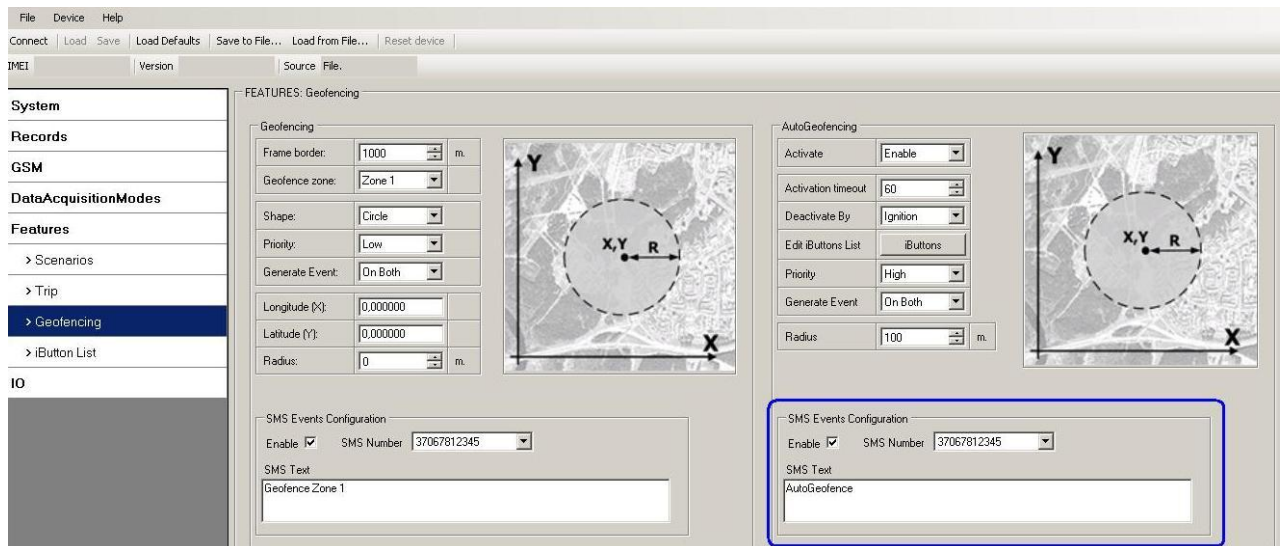 File Device Help
Connect Load Save Load Defaults Save to File... Load from File... Reset device
IMEI Version Source File.
System
Records
GSM
DataAcquisitionModes
Features
> Scenarios
> Trip
> Geofencing
> iButton List
IO
FEATURES: Geofencing
Geofencing
Frame border: 1000 m.
Geofence zone: Zone 1
Shape: Circle
Priority: Low
Generate Event: On Both
Longitude (X): 0,000000
Latitude (Y): 0,000000
Radius: 0 m.
Y
X,Y R
X
SMS Events Configuration
Enable SMS Number 37067812345
SMS Text
Geofence Zone 1
AutoGeofencing
Activate Enable
Activation timeout 60
Deactivate By Ignition
Edit iButtons List iButtons
Priority High
Generate Event On Both
Radius 100 m.
Y
X,Y R
X
SMS Events Configuration
Enable SMS Number 37067812345
SMS Text
AutoGeofence